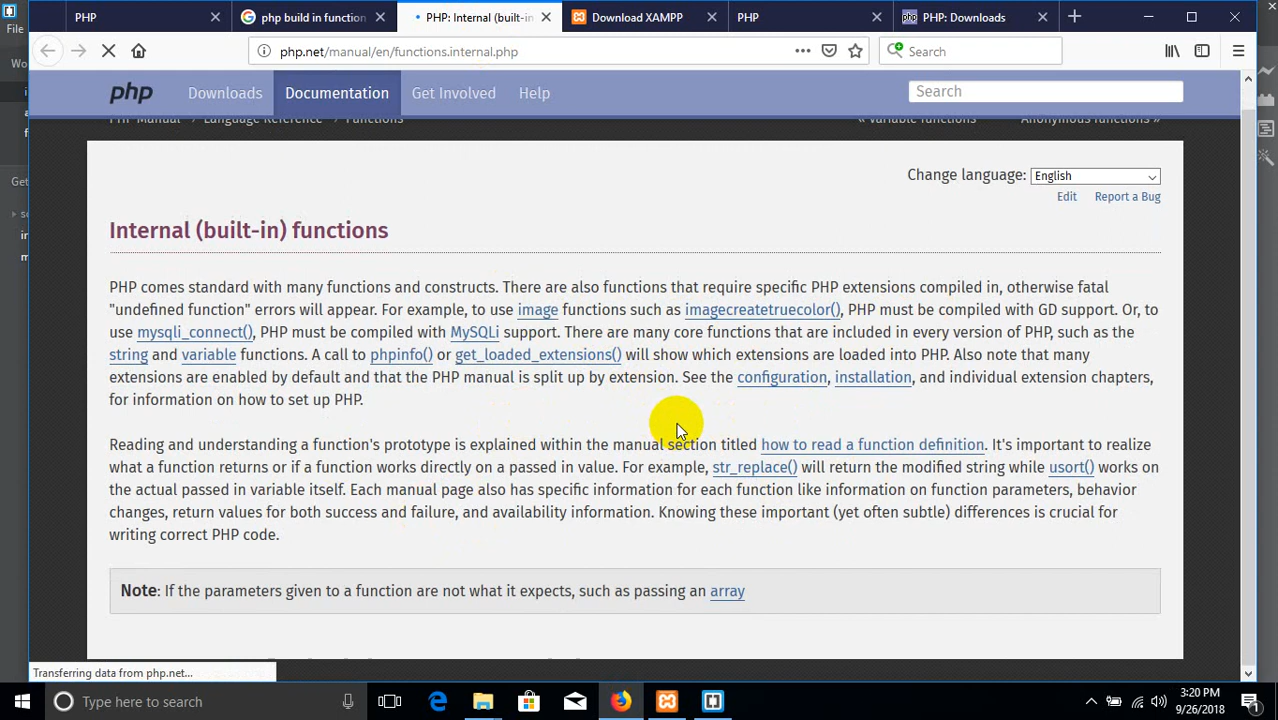 PHP
php build in function
PHP: Internal (built-in
Download XAMPP
PHP
PHP: Downloads
File
php.net/manual/en/functions.internal.php
Search
php
Downloads
Documentation
Get Involved
Help
Search
PHP Manual
Language Reference
Functions
« Variable functions
Anonymous functions »
Change language: English
Edit
Report a Bug
Internal (built-in) functions
PHP comes standard with many functions and constructs. There are also functions that require specific PHP extensions compiled in, otherwise fatal
"undefined function" errors will appear. For example, to use image functions such as imagecreatetruecolor(), PHP must be compiled with GD support. Or, to
use mysqli_connect(), PHP must be compiled with MySQLi support. There are many core functions that are included in every version of PHP, such as the
string and variable functions. A call to phpinfo() or get_loaded_extensions() will show which extensions are loaded into PHP. Also note that many
extensions are enabled by default and that the PHP manual is split up by extension. See the configuration, installation, and individual extension chapters,
for information on how to set up PHP.
Reading and understanding a function's prototype is explained within the manual section titled how to read a function definition. It's important to realize
what a function returns or if a function works directly on a passed in value. For example, str_replace() will return the modified string while usort() works on
the actual passed in variable itself. Each manual page also has specific information for each function like information on function parameters, behavior
changes, return values for both success and failure, and availability information. Knowing these important (yet often subtle) differences is crucial for
writing correct PHP code.
Note: If the parameters given to a function are not what it expects, such as passing an array
Transferring data from php.net...
Type here to search
3:20 PM
9/26/2018